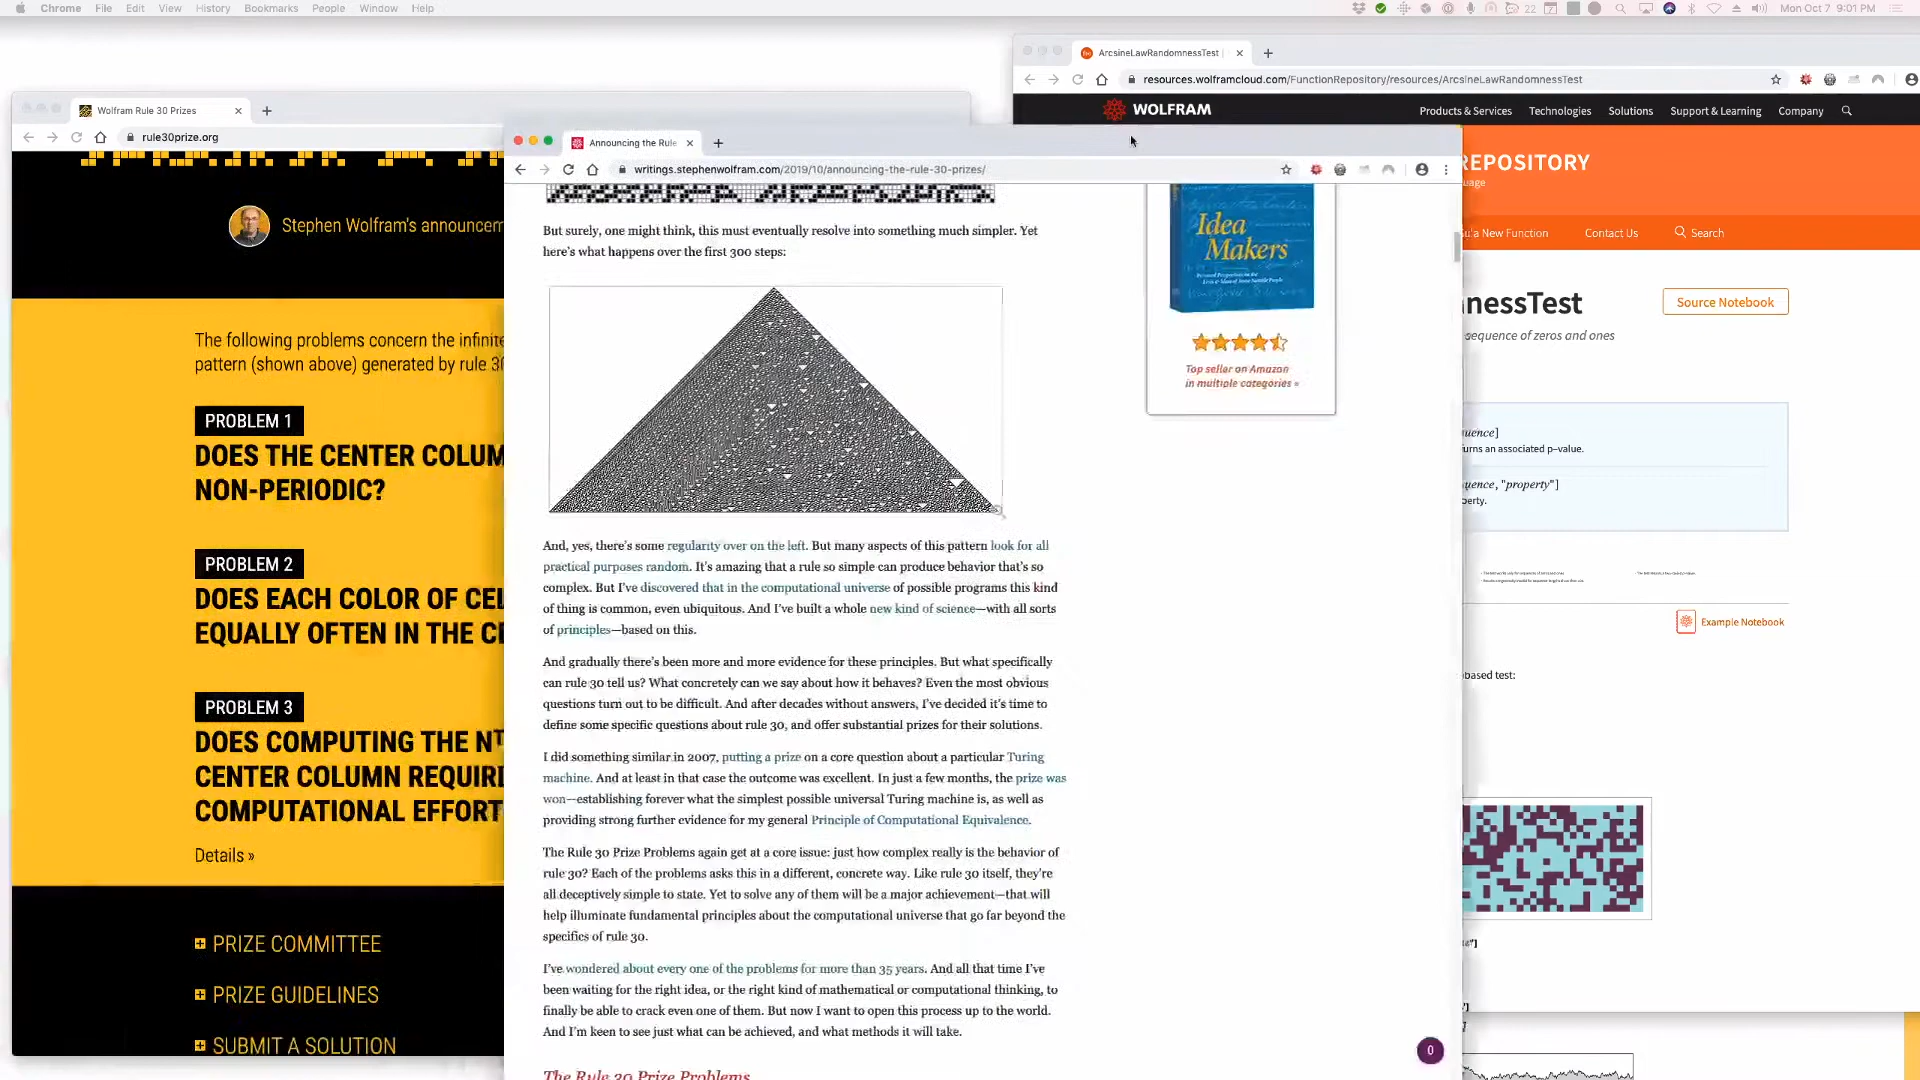 Chrome File Edit View History Bookmarks People Window Help
22
7
Mon Oct 7 9:01 PM
ArcsineLawRandomnessTest |
resources.wolframcloud.com/FunctionRepository/resources/ArcsineLawRandomnessTest
WOLFRAM
Products & Services Technologies Solutions Support & Learning Company
REPOSITORY
uage
a New Function Contact Us Search
nessTest
Source Notebook
sequence of zeros and ones
uence]
urns an associated p-value.
uence, "property"]
perty.
Example Notebook
based test:
Wolfram Rule 30 Prizes
rule30prize.org
Stephen Wolfram's announcem
The following problems concern the infinite
pattern (shown above) generated by rule 30
PROBLEM 1
DOES THE CENTER COLUM
NON-PERIODIC?
PROBLEM 2
DOES EACH COLOR OF CEL
EQUALLY OFTEN IN THE CE
PROBLEM 3
DOES COMPUTING THE NT
CENTER COLUMN REQUIRE
COMPUTATIONAL EFFORT
Details »
PRIZE COMMITTEE
PRIZE GUIDELINES
SUBMIT A SOLUTION
Announcing the Rule
writings.stephenwolfram.com/2019/10/announcing-the-rule-30-prizes/
But surely, one might think, this must eventually resolve into something much simpler. Yet
here's what happens over the first 300 steps:
And, yes, there's some regularity over on the left. But many aspects of this pattern look for all
practical purposes random. It's amazing that a rule so simple can produce behavior that's so
complex. But I've discovered that in the computational universe of possible programs this kind
of thing is common, even ubiquitous. And I've built a whole new kind of science—with all sorts
of principles—based on this.
And gradually there's been more and more evidence for these principles. But what specifically
can rule 30 tell us? What concretely can we say about how it behaves? Even the most obvious
questions turn out to be difficult. And after decades without answers, I've decided it's time to
define some specific questions about rule 30, and offer substantial prizes for their solutions.
I did something similar in 2007, putting a prize on a core question about a particular Turing
machine. And at least in that case the outcome was excellent. In just a few months, the prize was
won—establishing forever what the simplest possible universal Turing machine is, as well as
providing strong further evidence for my general Principle of Computational Equivalence.
The Rule 30 Prize Problems again get at a core issue: just how complex really is the behavior of
rule 30? Each of the problems asks this in a different, concrete way. Like rule 30 itself, they're
all deceptively simple to state. Yet to solve any of them will be a major achievement—that will
help illuminate fundamental principles about the computational universe that go far beyond the
specifics of rule 30.
I've wondered about every one of the problems for more than 35 years. And all that time I've
been waiting for the right idea, or the right kind of mathematical or computational thinking, to
finally be able to crack even one of them. But now I want to open this process up to the world.
And I'm keen to see just what can be achieved, and what methods it will take.
The Rule 30 Prize Problems
Idea
Makers
Top seller on Amazon
in multiple categories »
0